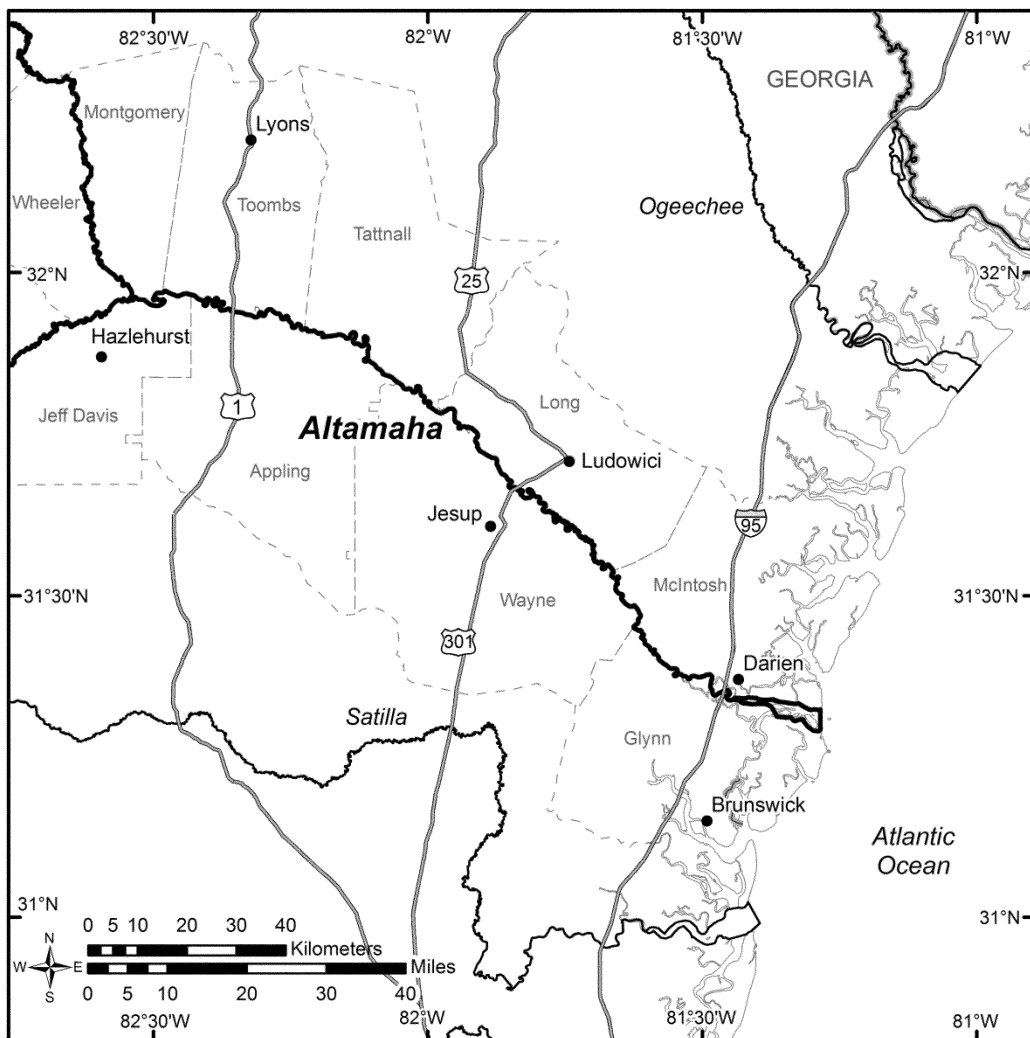 82°30'W
82°W
81°30'W
81°W
GEORGIA
Montgomery
Lyons
Wheeler
Toombs
Ogeechee
Tattnall
32°N
25
32°N
Hazlehurst
1
Jeff Davis
Long
Altamaha
Appling
Ludowici
Jesup
95
31°30'N
Wayne
McIntosh
31°30'N
301
Darien
Satilla
Glynn
Brunswick
Atlantic
Ocean
31°N
31°N
0 5 10 20 30 40
Kilometers
N
W E
S
Miles
0 5 10 20 30 40
82°30'W
82°W
81°30'W
81°W